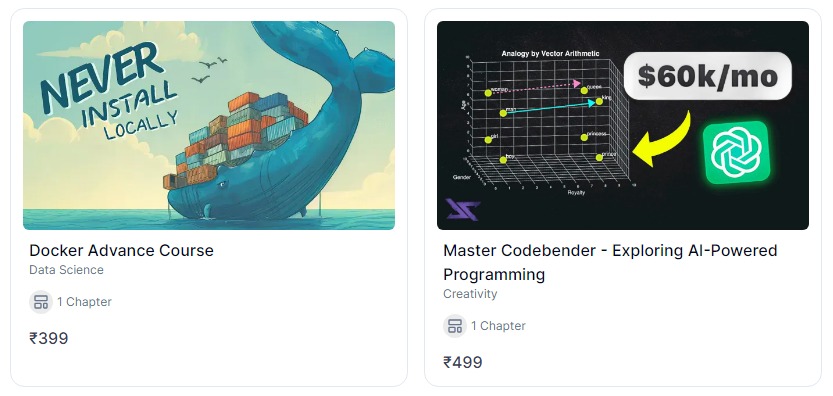 NEVER
INSTALL
LOCALLY
Docker Advance Course
Data Science
1 Chapter
₹399
Analogy by Vector Arithmetic
$60k/mo
woman
queen
king
man
Age
girl
princess
boy
prince
Gender
Royalty
Master Codebender - Exploring AI-Powered
Programming
Creativity
1 Chapter
₹499